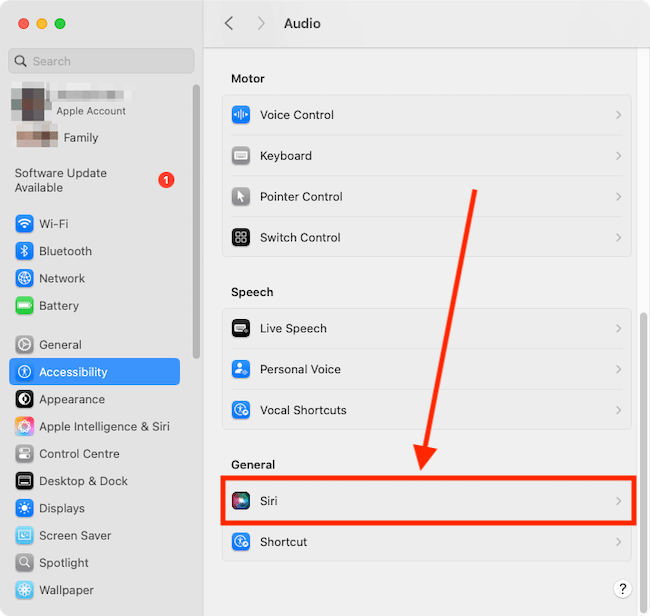 Audio
Search
Apple Account
Family
Software Update
Available
1
Wi-Fi
Bluetooth
Network
Battery
General
Accessibility
Appearance
Apple Intelligence & Siri
Control Centre
Desktop & Dock
Displays
Screen Saver
Spotlight
Wallpaper
Motor
Voice Control
Keyboard
Pointer Control
Switch Control
Speech
Live Speech
Personal Voice
Vocal Shortcuts
General
Siri
Shortcut
?